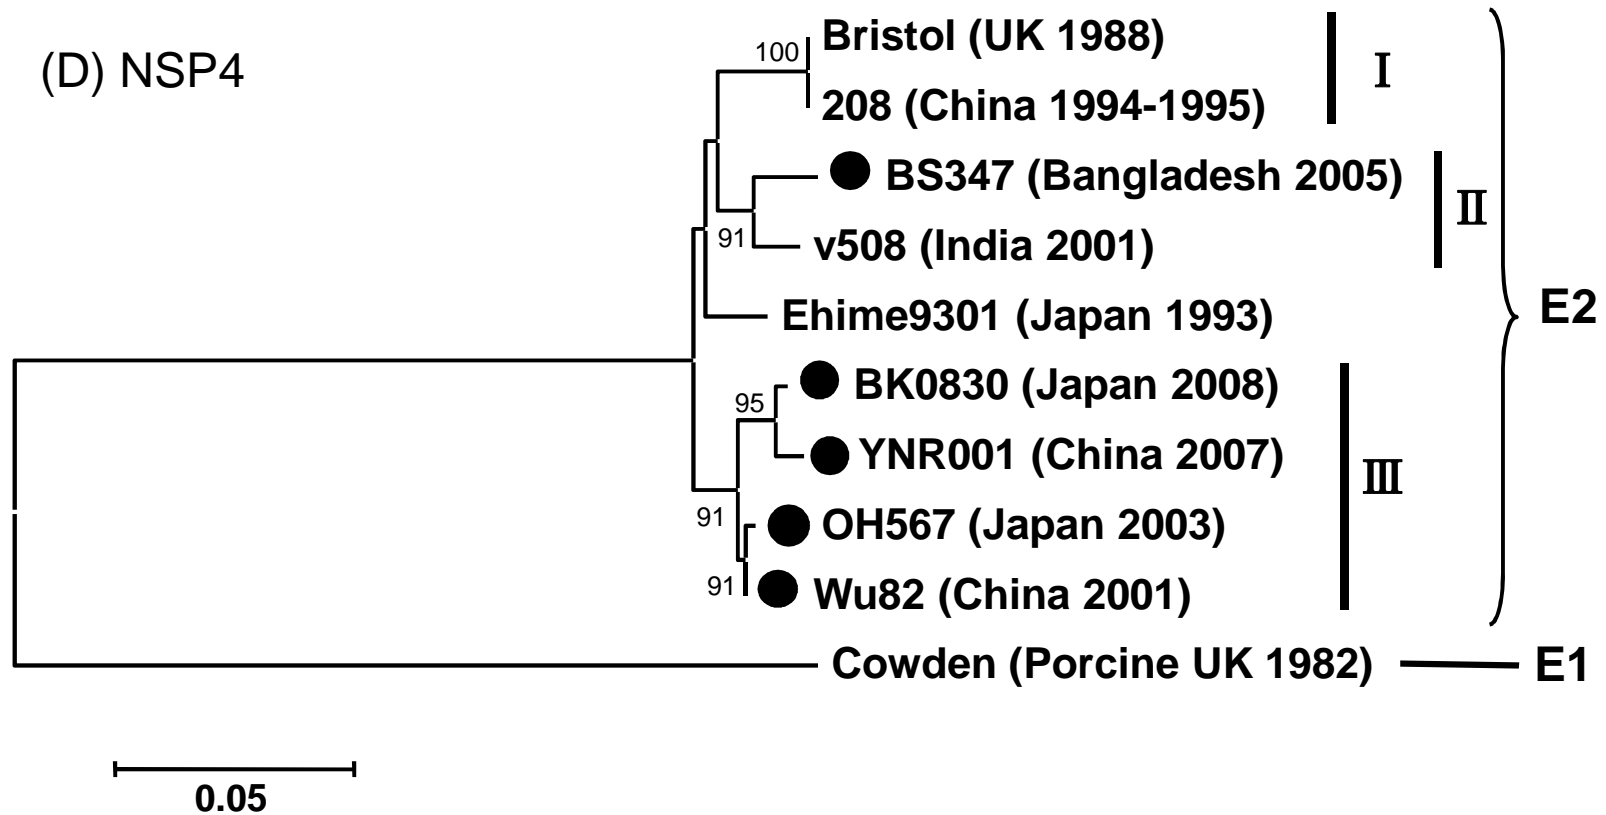 (D) NSP4
100
Bristol (UK 1988)
208 (China 1994-1995)
I
BS347 (Bangladesh 2005)
91
v508 (India 2001)
II
Ehime9301 (Japan 1993)
E2
95
BK0830 (Japan 2008)
YNR001 (China 2007)
III
91
OH567 (Japan 2003)
91
Wu82 (China 2001)
Cowden (Porcine UK 1982)
E1
0.05